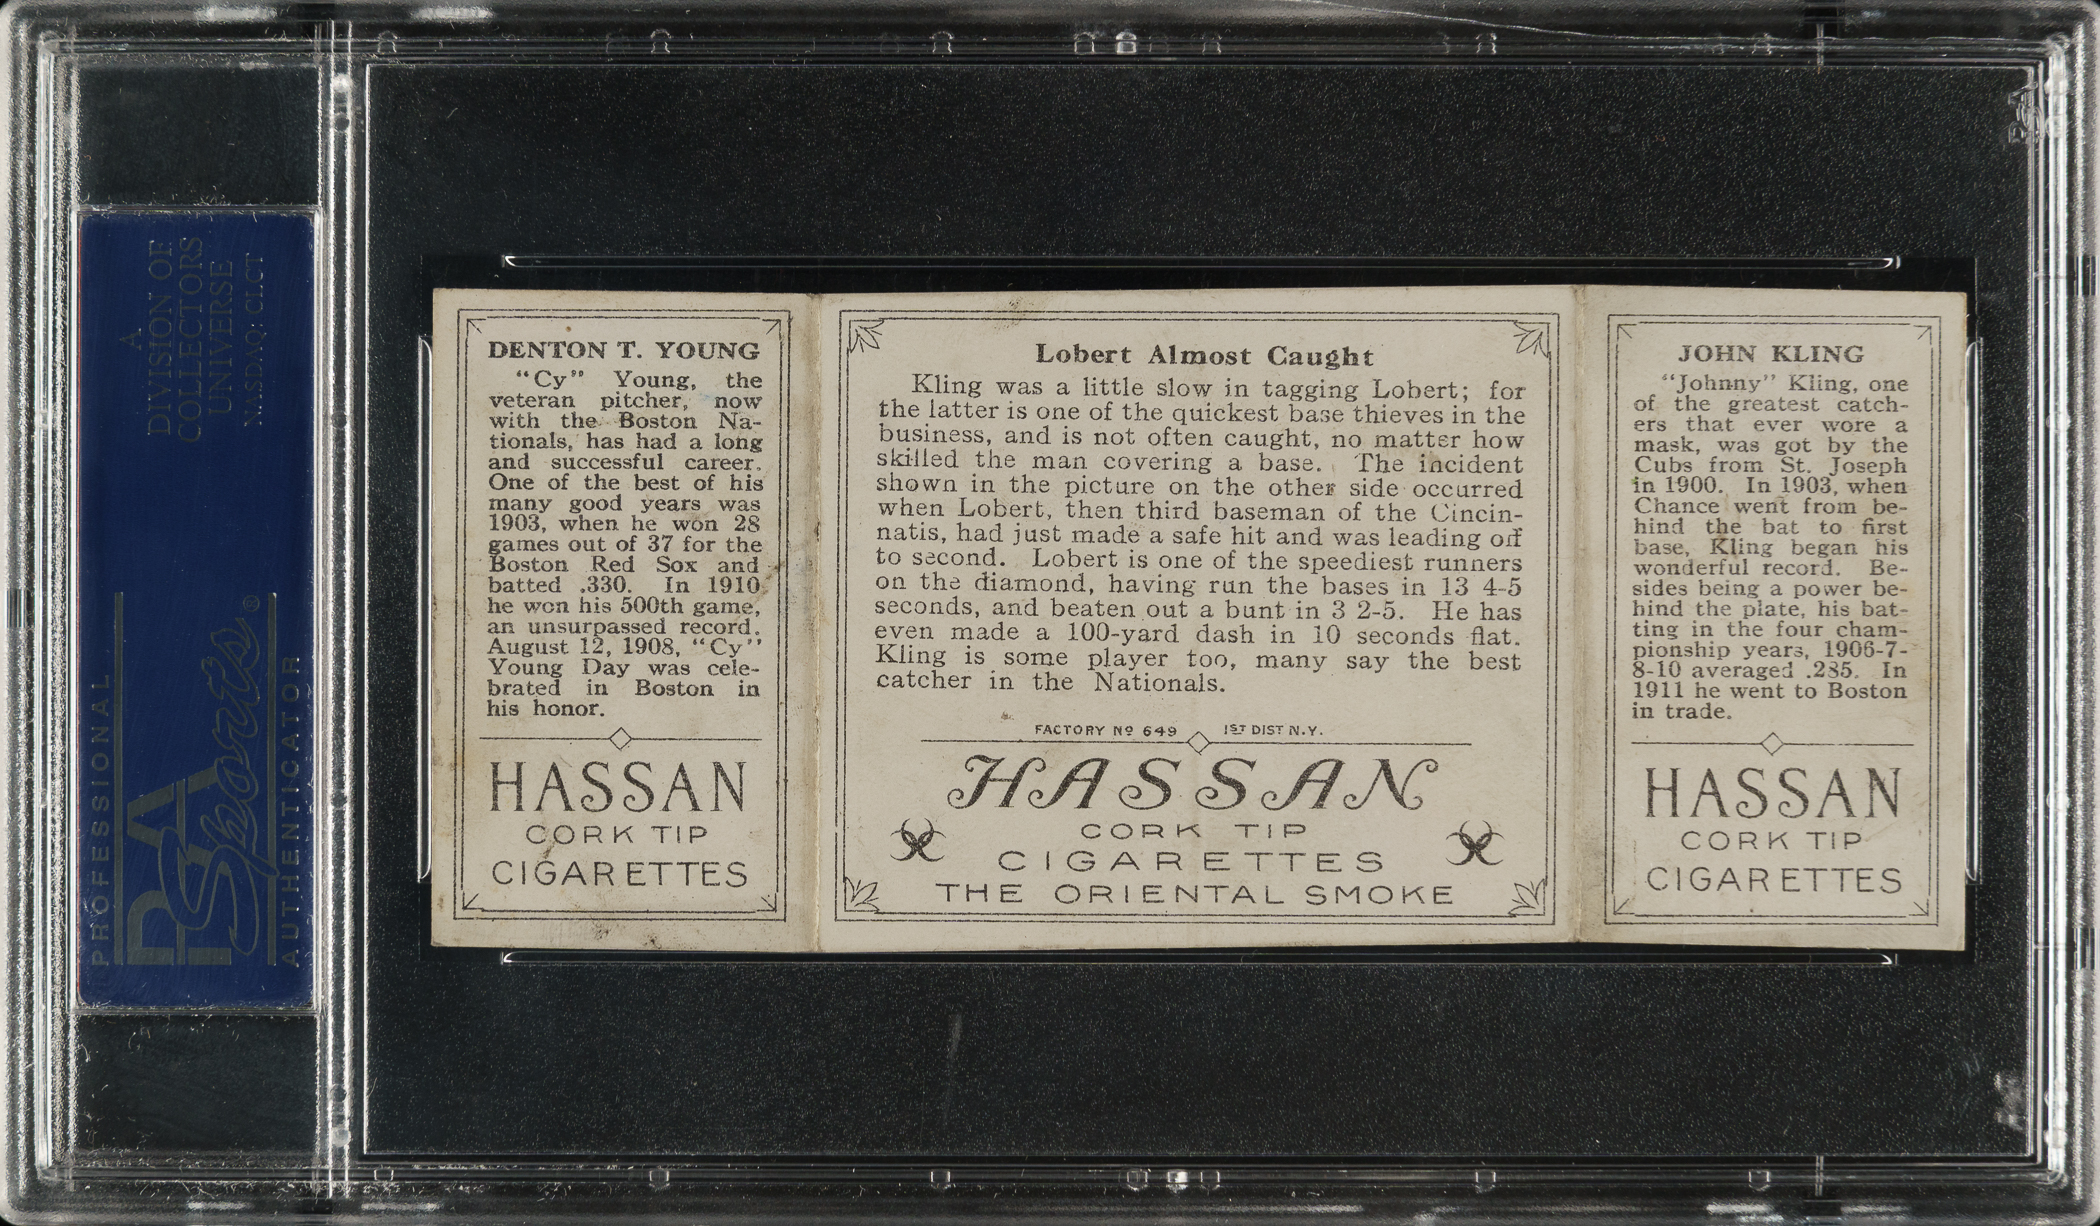 A
DIVISION OF
COLLECTORS
UNIVERSE
NASDAQ: CLCT
PROFESSIONAL
PSA
Sports®
AUTHENTICATOR
DENTON T. YOUNG
"Cy" Young, the
veteran pitcher, now
with the Boston Na-
tionals, has had a long
and successful career.
One of the best of his
many good years was
1903, when he won 28
games out of 37 for the
Boston Red Sox and
batted .330. In 1910
he won his 500th game,
an unsurpassed record.
August 12, 1908, "Cy"
Young Day was cele-
brated in Boston in
his honor.
HASSAN
CORK TIP
CIGARETTES
Lobert Almost Caught
Kling was a little slow in tagging Lobert; for
the latter is one of the quickest base thieves in the
business, and is not often caught, no matter how
skilled the man covering a base. The incident
shown in the picture on the other side occurred
when Lobert, then third baseman of the Cincin-
natis, had just made a safe hit and was leading off
to second. Lobert is one of the speediest runners
on the diamond, having run the bases in 13 4-5
seconds, and beaten out a bunt in 3 2-5. He has
even made a 100-yard dash in 10 seconds flat.
Kling is some player too, many say the best
catcher in the Nationals.
FACTORY Nº 649 1ST DIST N.Y.
HASSAN
CORK TIP
CIGARETTES
THE ORIENTAL SMOKE
JOHN KLING
"Johnny" Kling, one
of the greatest catch-
ers that ever wore a
mask, was got by the
Cubs from St. Joseph
in 1900. In 1903, when
Chance went from be-
hind the bat to first
base, Kling began his
wonderful record. Be-
sides being a power be-
hind the plate, his bat-
ting in the four cham-
pionship years, 1906-7-
8-10 averaged .285. In
1911 he went to Boston
in trade.
HASSAN
CORK TIP
CIGARETTES